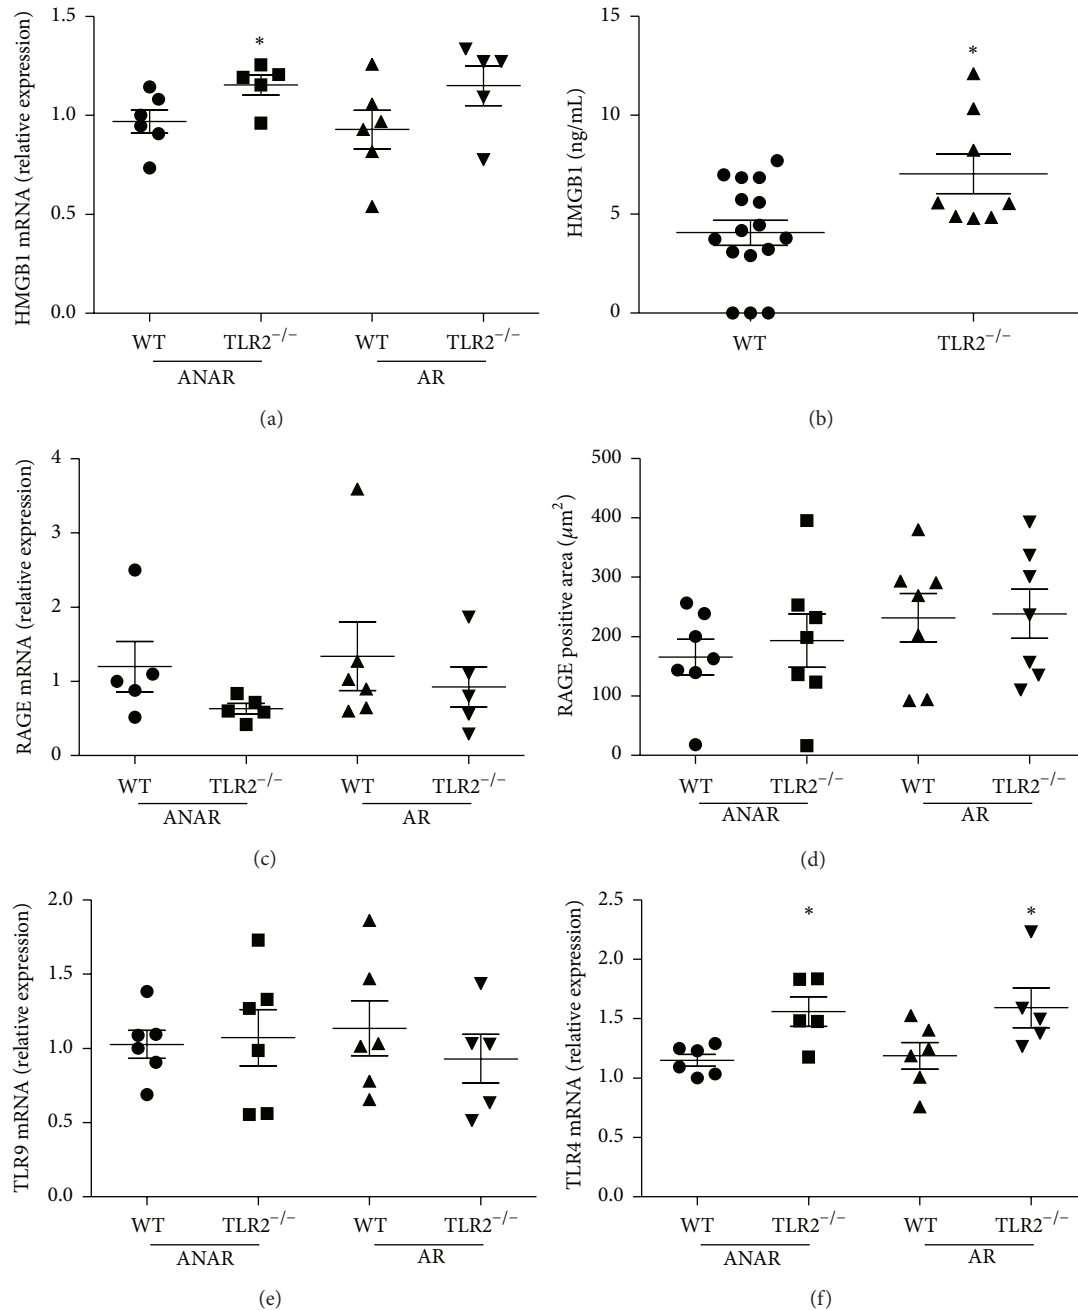 HMGB1 mRNA (relative expression)
1.5
1.0
0.5
0.0
*
WT
TLR2−/−
WT
TLR2−/−
ANAR
AR
(a)
HMGB1 (ng/mL)
15
10
5
0
*
WT
TLR2−/−
(b)
RAGE mRNA (relative expression)
4
3
2
1
0
WT
TLR2−/−
WT
TLR2−/−
ANAR
AR
(c)
RAGE positive area (μm²)
500
400
300
200
100
0
WT
TLR2−/−
WT
TLR2−/−
ANAR
AR
(d)
TLR9 mRNA (relative expression)
2.0
1.5
1.0
0.5
0.0
WT
TLR2−/−
WT
TLR2−/−
ANAR
AR
(e)
TLR4 mRNA (relative expression)
2.5
2.0
1.5
1.0
0.5
0.0
*
*
WT
TLR2−/−
WT
TLR2−/−
ANAR
AR
(f)